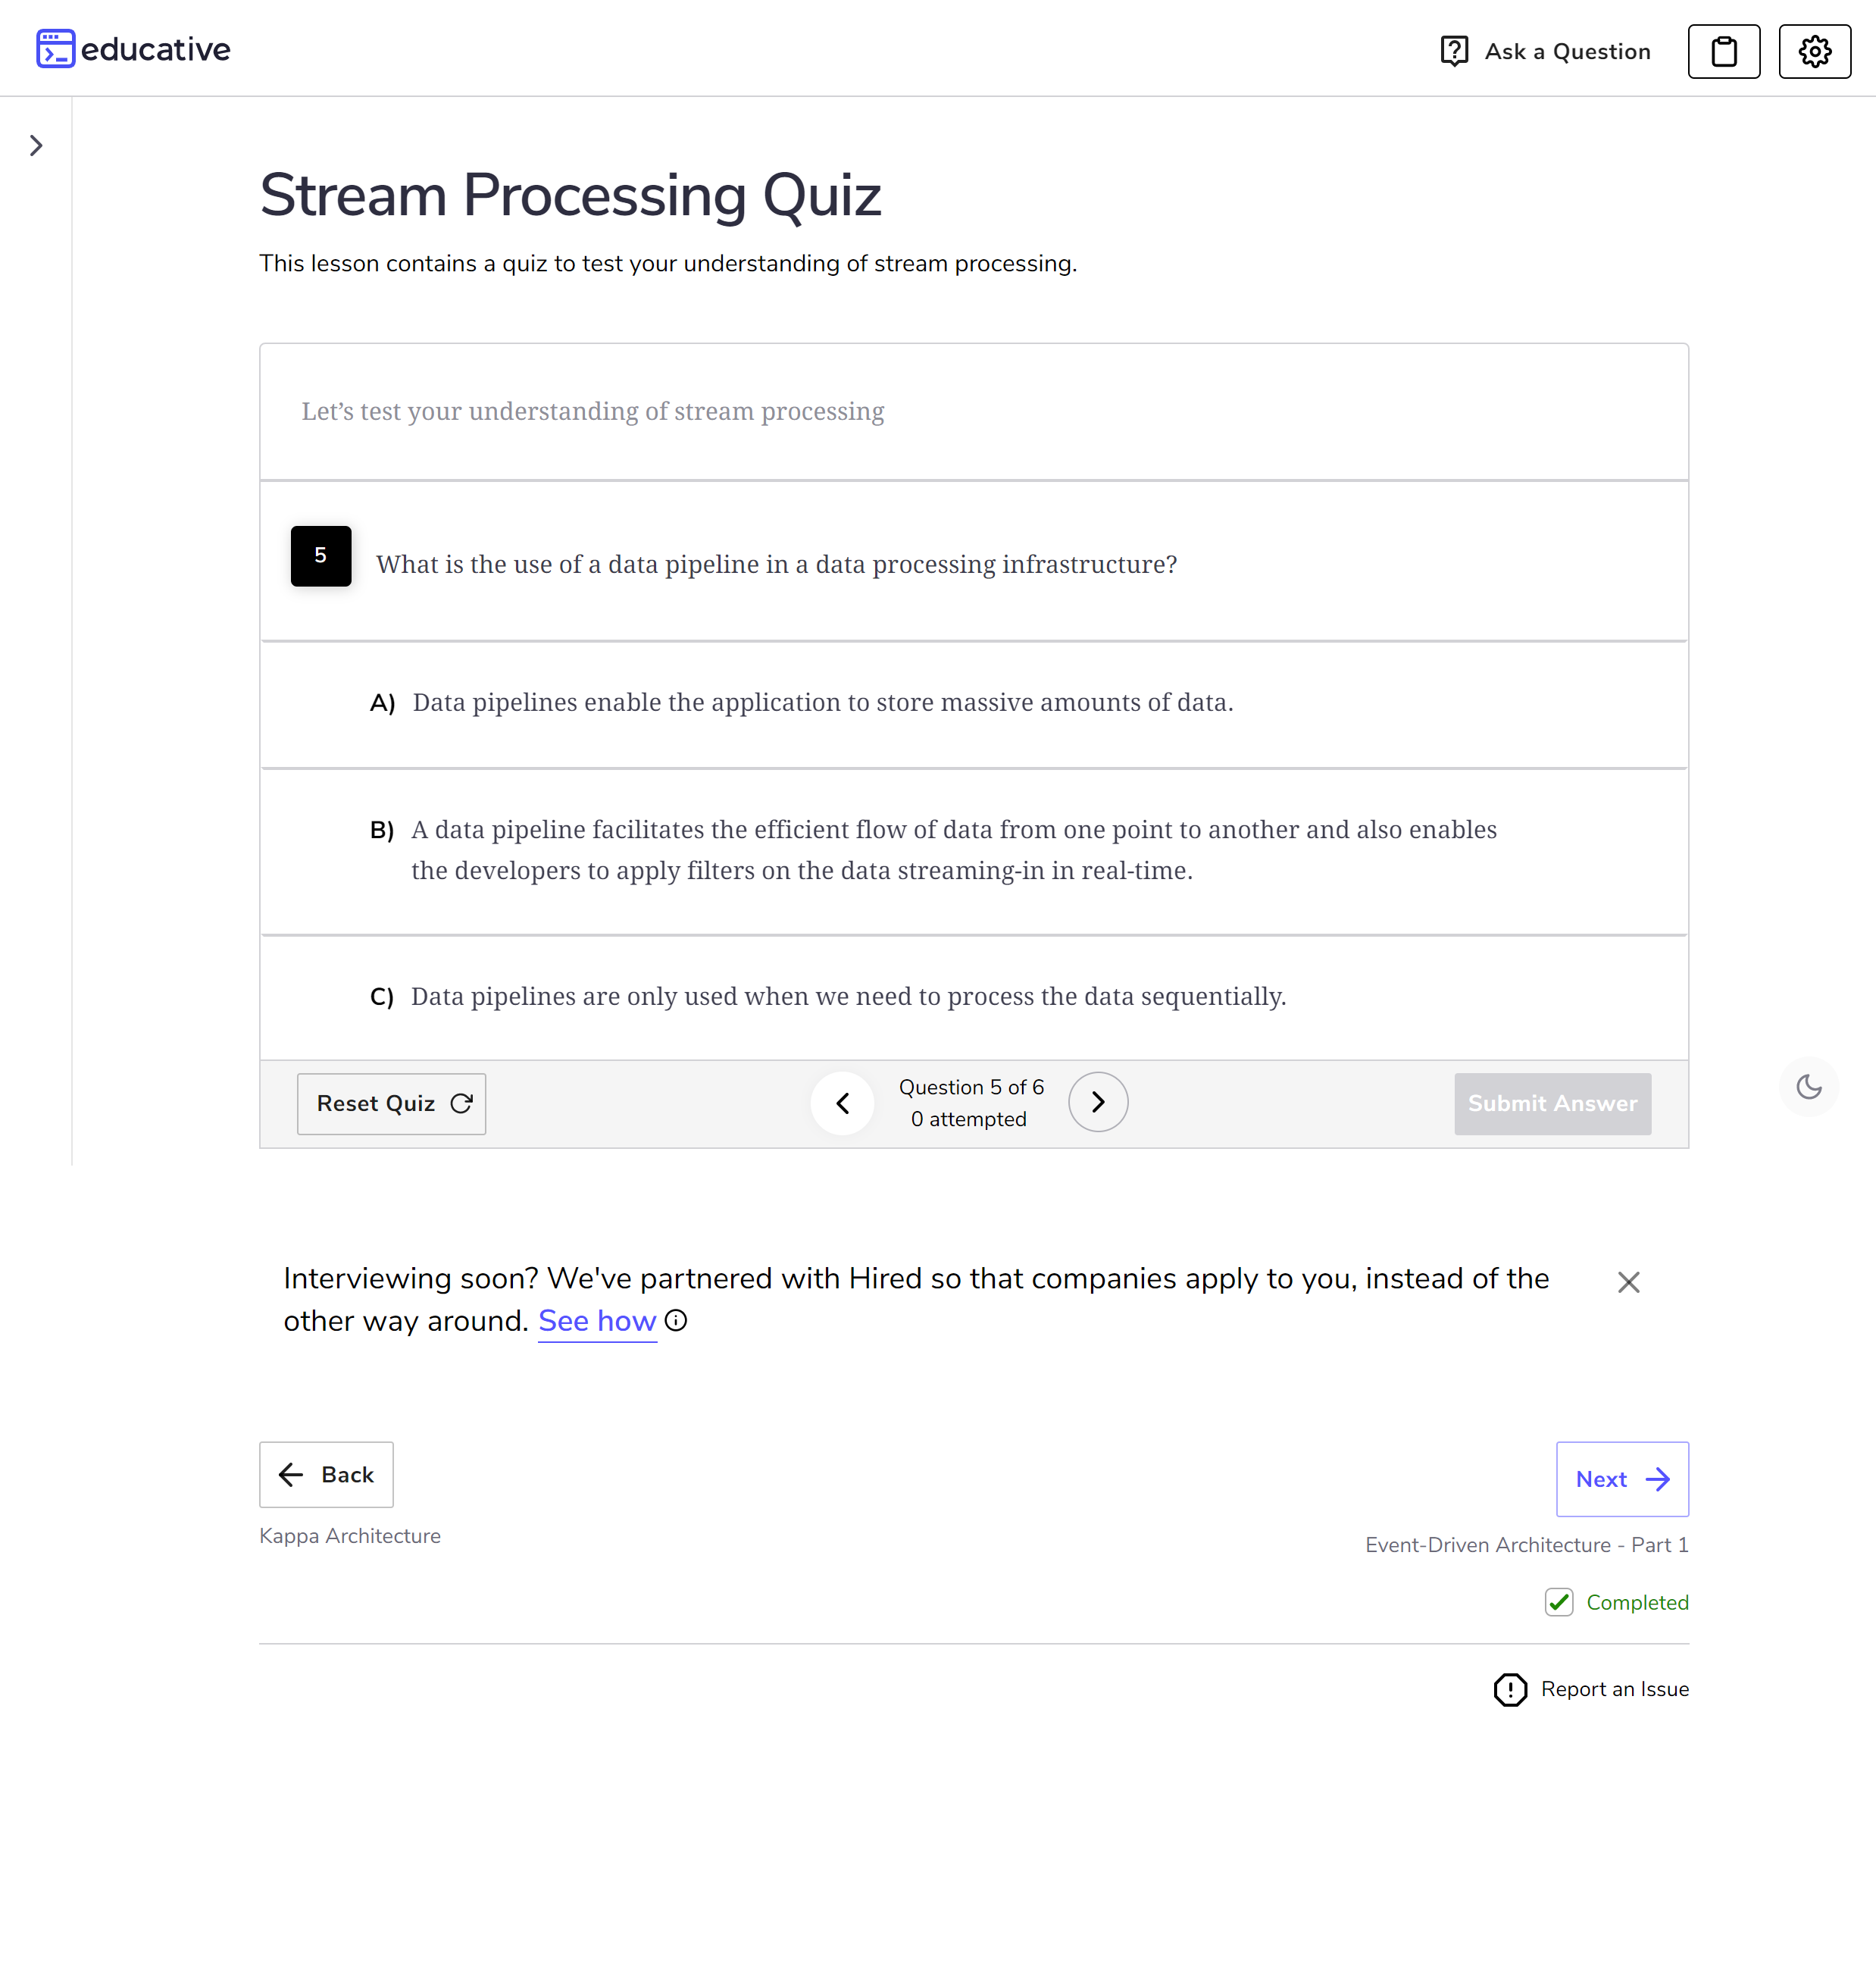 educative
Ask a Question
Stream Processing Quiz
This lesson contains a quiz to test your understanding of stream processing.
Let’s test your understanding of stream processing
5
What is the use of a data pipeline in a data processing infrastructure?
A) Data pipelines enable the application to store massive amounts of data.
B) A data pipeline facilitates the efficient flow of data from one point to another and also enables
the developers to apply filters on the data streaming-in in real-time.
C) Data pipelines are only used when we need to process the data sequentially.
Reset Quiz
Question 5 of 6
0 attempted
Submit Answer
Interviewing soon? We've partnered with Hired so that companies apply to you, instead of the
other way around. See how
Back
Next
Kappa Architecture
Event-Driven Architecture - Part 1
Completed
Report an Issue